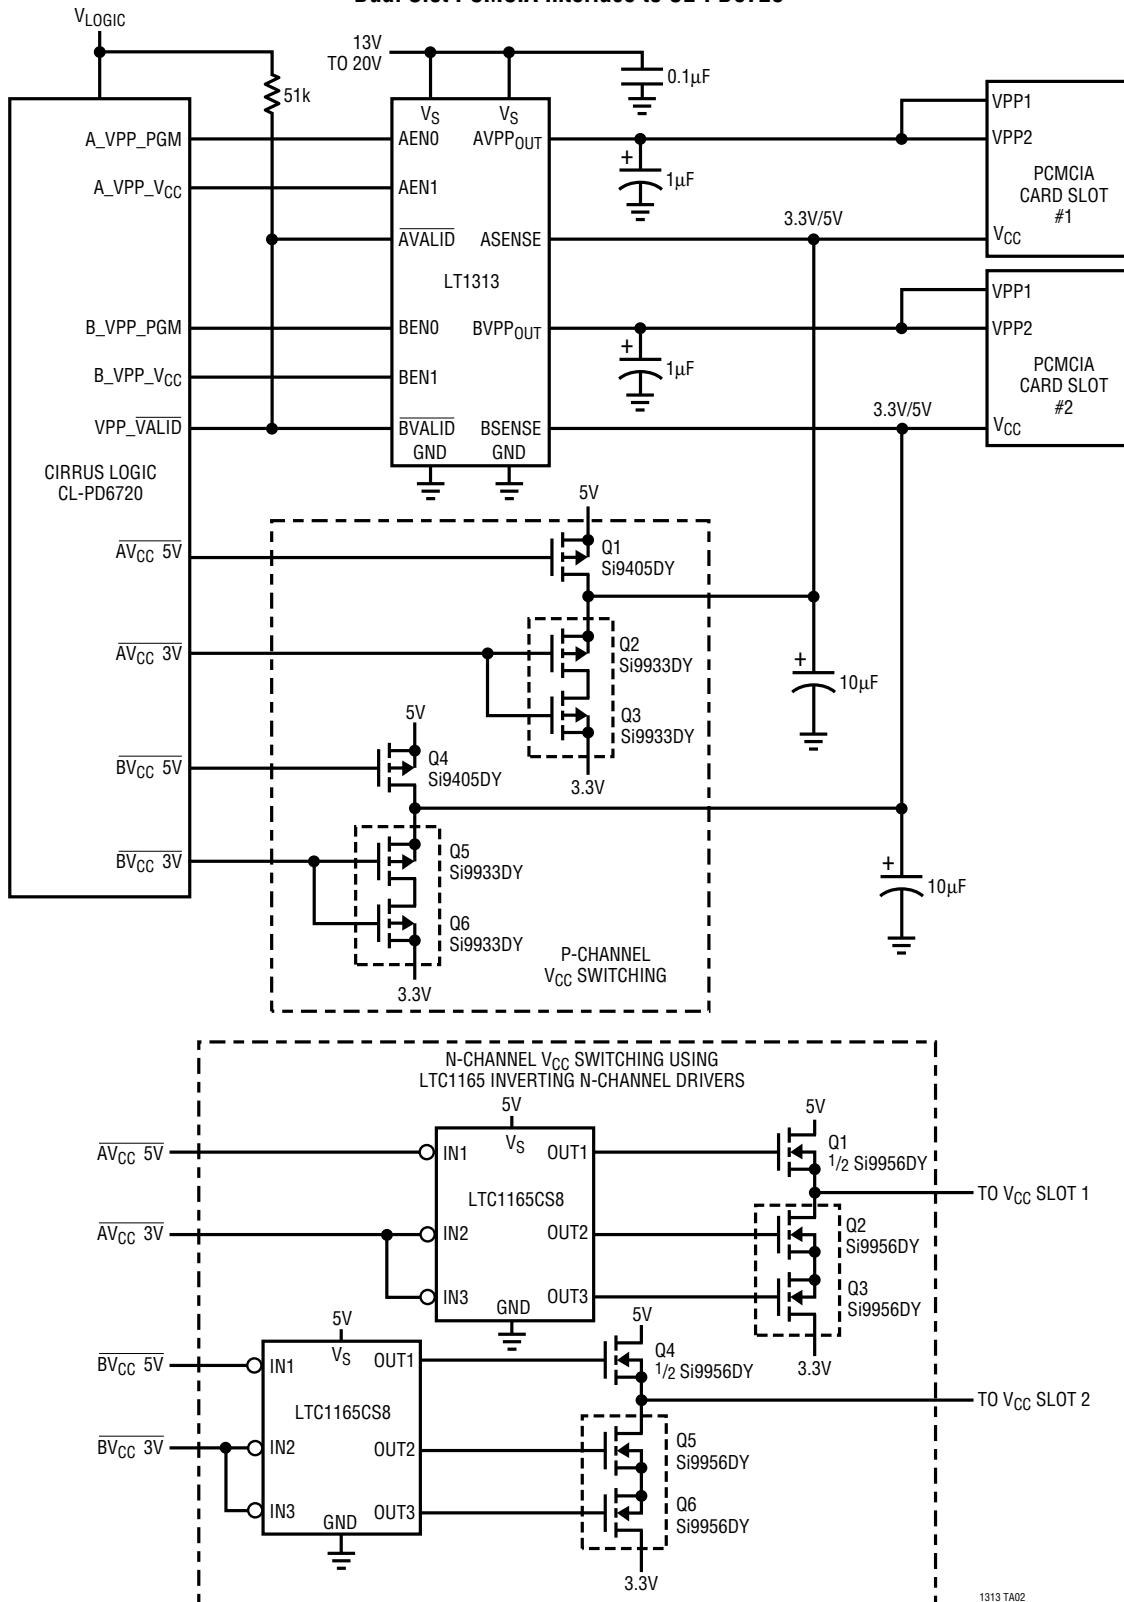 VLOGIC
51k
13V
TO 20V
0.1µF
A_VPP_PGM
A_VPP_VCC
B_VPP_PGM
B_VPP_VCC
VPP_VALID
CIRRUS LOGIC
CL-PD6720
AVCC 5V
AVCC 3V
BVCC 5V
BVCC 3V
VS
VS
AEN0
AVPPOUT
AEN1
AVALID
ASENSE
LT1313
BEN0
BVPPOUT
BEN1
BVALID
BSENSE
GND
GND
+
1µF
+
1µF
3.3V/5V
3.3V/5V
VPP1
VPP2
PCMCIA
CARD SLOT
#1
VCC
VPP1
VPP2
PCMCIA
CARD SLOT
#2
VCC
5V
Q1
Si9405DY
Q2
Si9933DY
Q3
Si9933DY
3.3V
+
10µF
5V
Q4
Si9405DY
Q5
Si9933DY
Q6
Si9933DY
3.3V
+
10µF
P-CHANNEL
VCC SWITCHING
N-CHANNEL VCC SWITCHING USING
LTC1165 INVERTING N-CHANNEL DRIVERS
5V
AVCC 5V
AVCC 3V
IN1
VS
OUT1
LTC1165CS8
IN2
OUT2
IN3
OUT3
GND
5V
Q1
1/2 Si9956DY
TO VCC SLOT 1
Q2
Si9956DY
Q3
Si9956DY
3.3V
5V
BVCC 5V
BVCC 3V
IN1
VS
OUT1
LTC1165CS8
IN2
OUT2
IN3
OUT3
GND
5V
Q4
1/2 Si9956DY
TO VCC SLOT 2
Q5
Si9956DY
Q6
Si9956DY
3.3V
1313 TA02